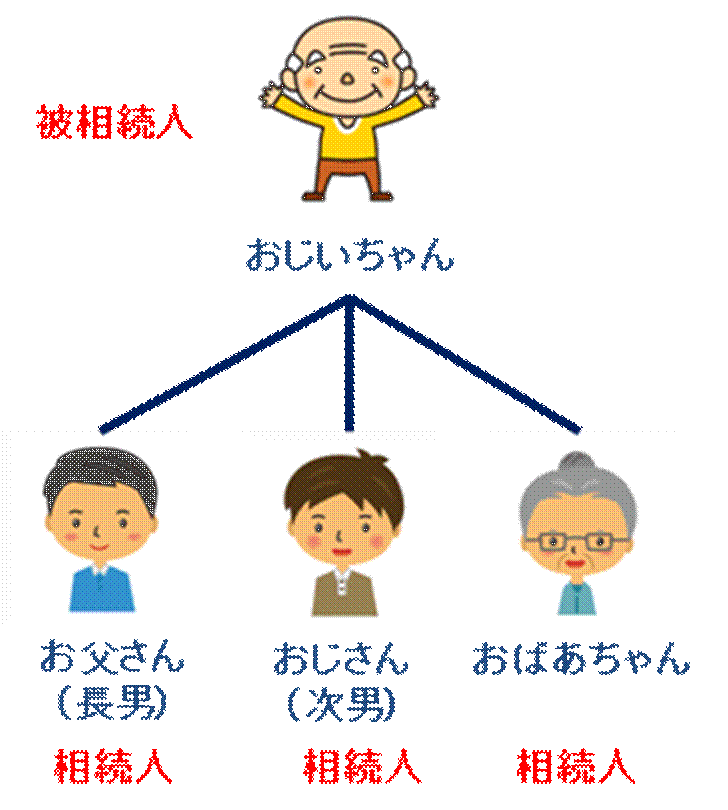 被相続人
おじいちゃん
お父さん
(長男)
おじさん
(次男)
おばあちゃん
相続人
相続人
相続人